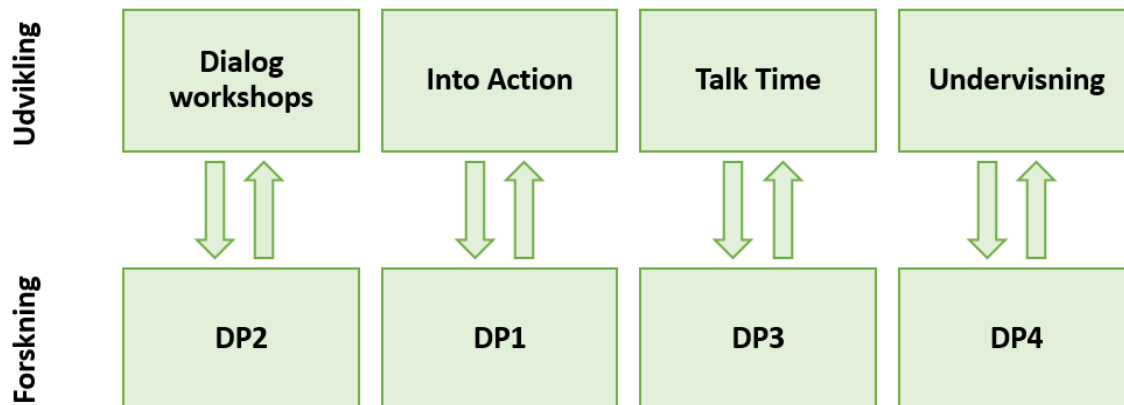 Udvikling
Dialog
workshops
Into Action
Talk Time
Undervisning
Forskning
DP2
DP1
DP3
DP4